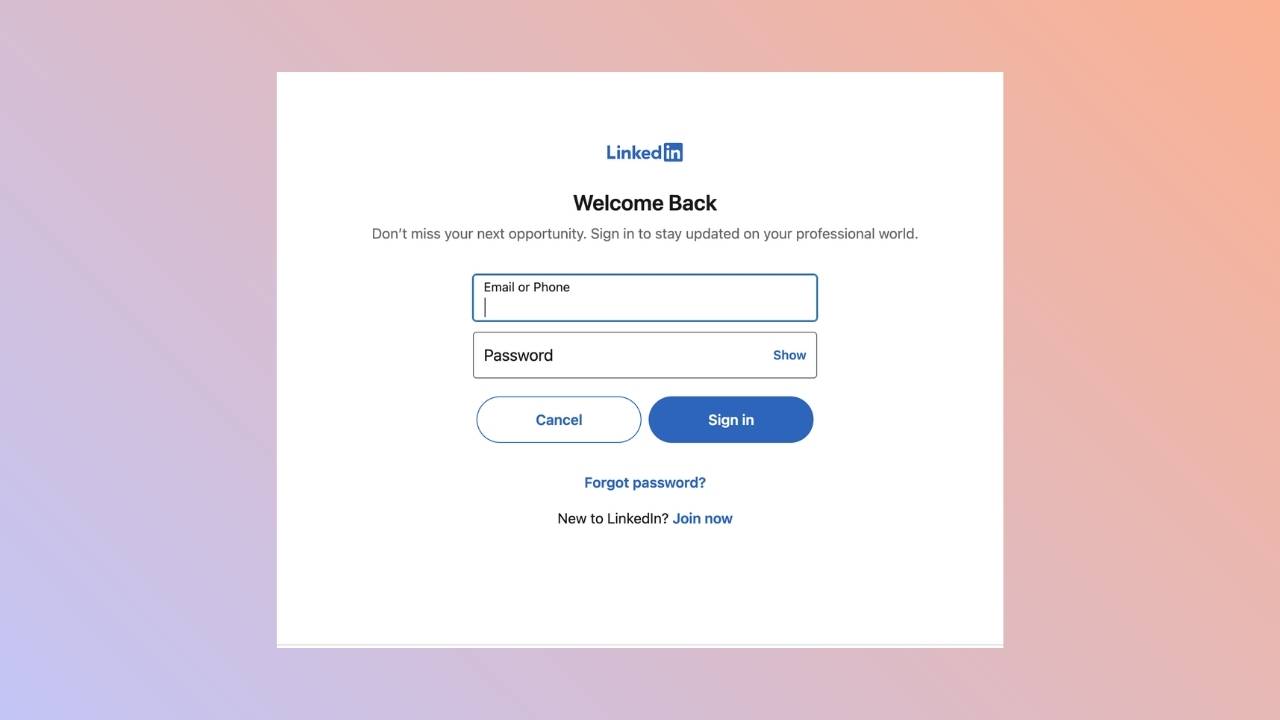 LinkedIn
Welcome Back
Don't miss your next opportunity. Sign in to stay updated on your professional world.
Email or Phone
Password Show
Cancel Sign in
Forgot password?
New to LinkedIn? Join now